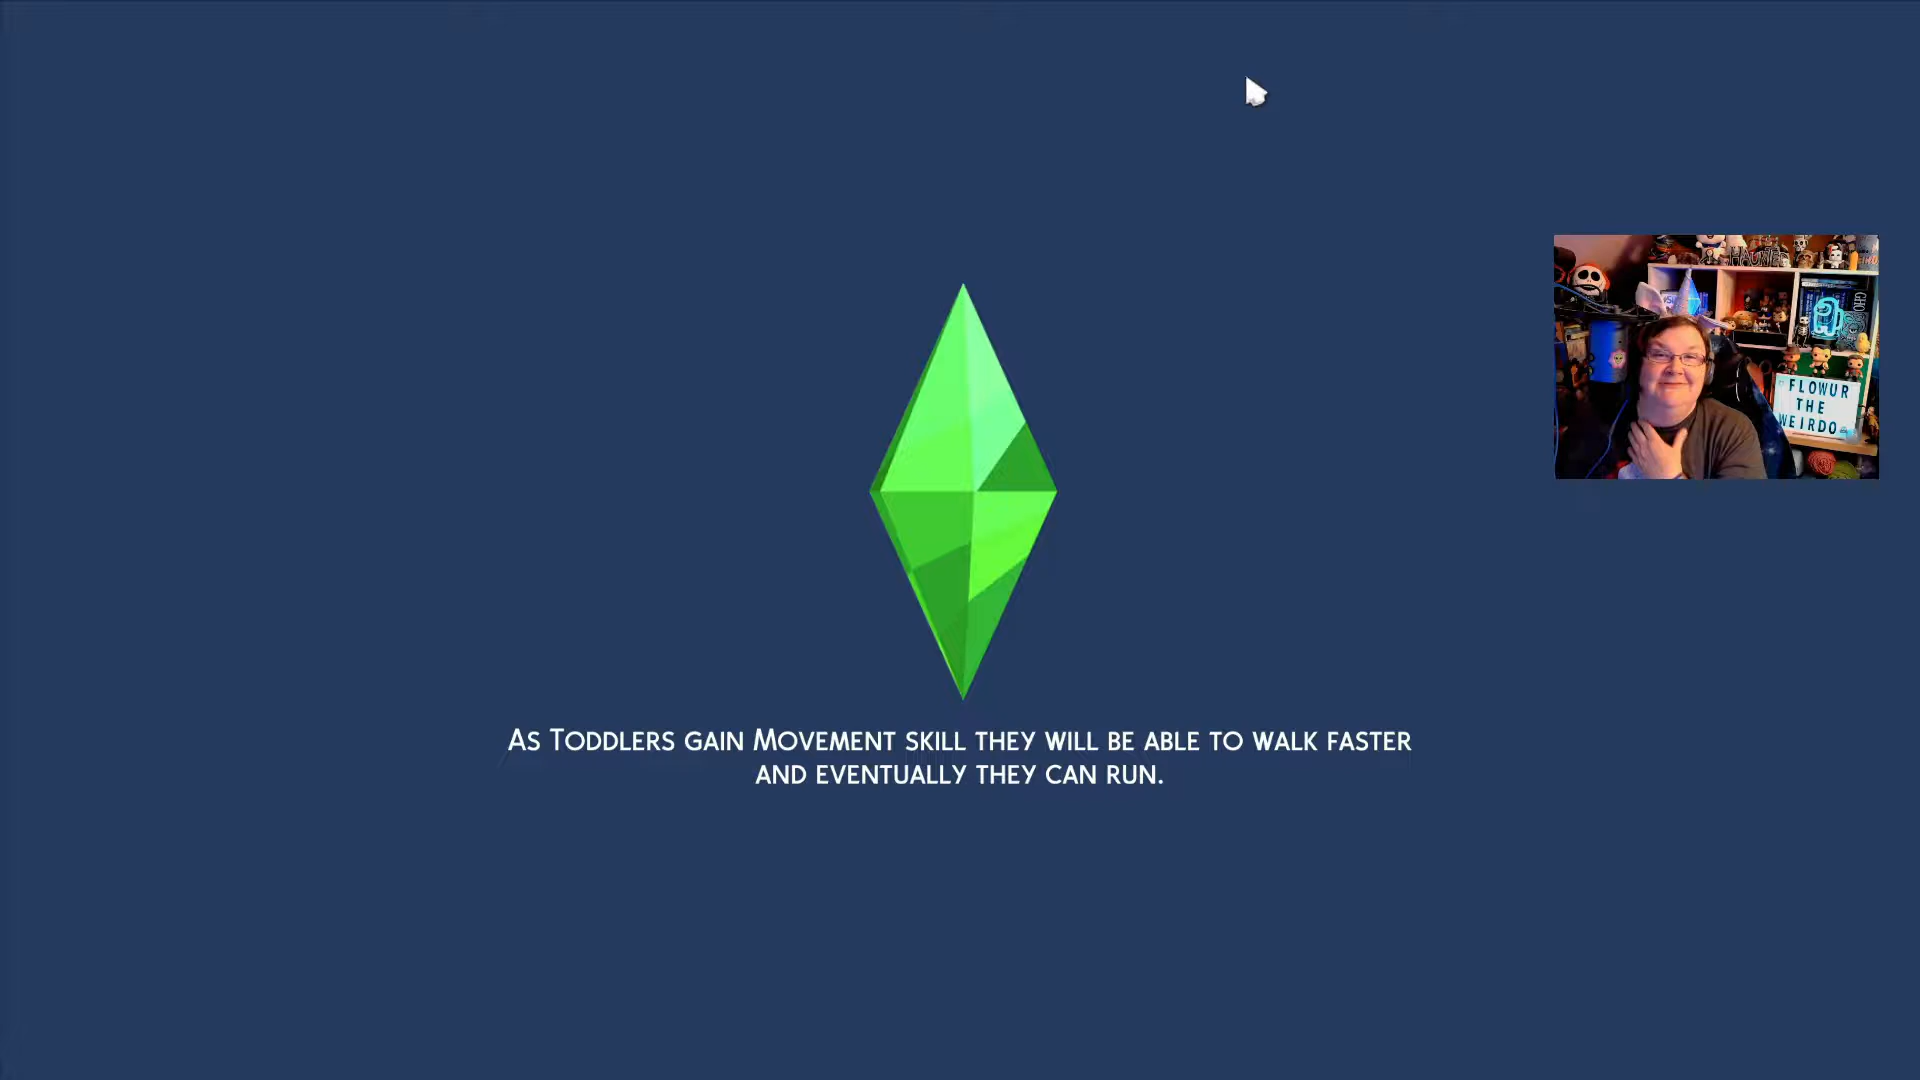 HAUNTED
FLOWUR
THE
WEIRDO
AS TODDLERS GAIN MOVEMENT SKILL THEY WILL BE ABLE TO WALK FASTER
AND EVENTUALLY THEY CAN RUN.